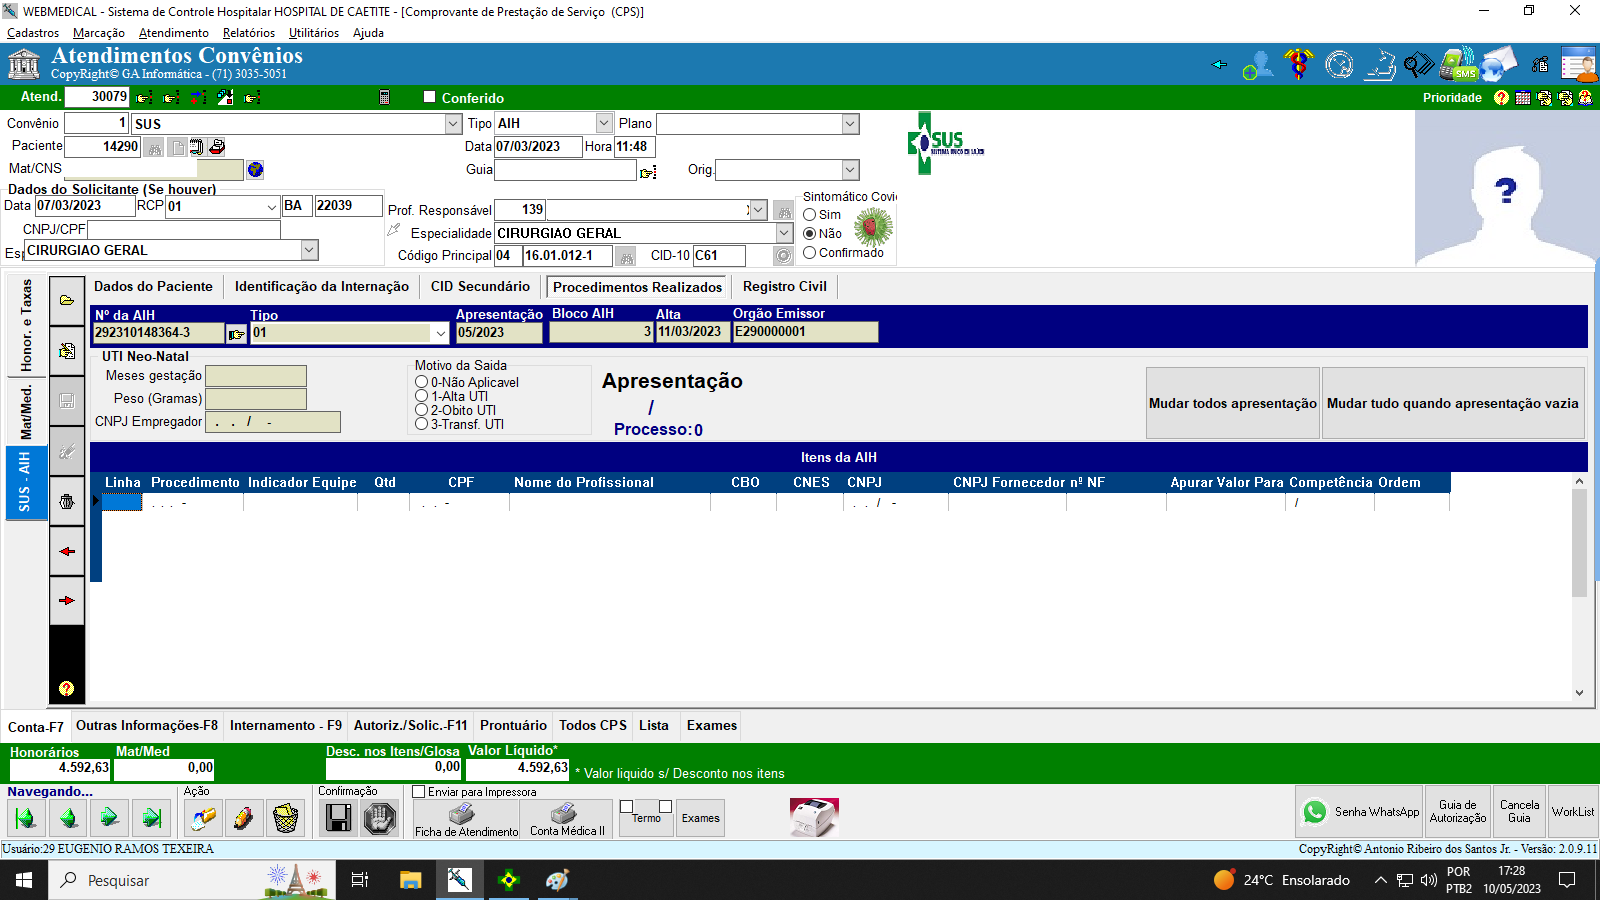 WEBMEDICAL - Sistema de Controle Hospitalar HOSPITAL DE CAETITE - [Comprovante de Prestação de Serviço (CPS)]
Cadastros Marcação Atendimento Relatórios Utilitários Ajuda
Atendimentos Convênios
CopyRight© GA Informática - (71) 3035-5051
SMS
Atend. 30079 Conferido Prioridade
Convênio 1 SUS Tipo AIH Plano
Paciente 14290 Data 07/03/2023 Hora 11:48
Mat/CNS Guia Orig.
SUS
Dados do Solicitante (Se houver)
Data 07/03/2023 RCP 01 BA 22039
CNPJ/CPF
Esp CIRURGIAO GERAL
Prof. Responsável 139
Especialidade CIRURGIAO GERAL
Código Principal 04 16.01.012-1 CID-10 C61
Sintomático Covi
Sim
Não
Confirmado
Honor. e Taxas
Mat/Med.
SUS - AIH
Dados do Paciente Identificação da Internação CID Secundário Procedimentos Realizados Registro Civil
Nº da AIH Tipo Apresentação Bloco AIH Alta Orgão Emissor
292310148364-3 01 05/2023 3 11/03/2023 E290000001
UTI Neo-Natal
Meses gestação
Peso (Gramas)
CNPJ Empregador . . / -
Motivo da Saida
0-Não Aplicavel
1-Alta UTI
2-Obito UTI
3-Transf. UTI
Apresentação
/
Processo:0
Mudar todos apresentação Mudar tudo quando apresentação vazia
Itens da AIH
Linha Procedimento Indicador Equipe Qtd CPF Nome do Profissional CBO CNES CNPJ CNPJ Fornecedor nº NF Apurar Valor Para Competência Ordem
. . . - . . - . . / - /
Conta-F7 Outras Informações-F8 Internamento - F9 Autoriz./Solic.-F11 Prontuário Todos CPS Lista Exames
Honorários Mat/Med Desc. nos Itens/Glosa Valor Líquido*
4.592,63 0,00 0,00 4.592,63 * Valor liquido s/ Desconto nos itens
Navegando... Ação Confirmação Enviar para Impressora
Ficha de Atendimento Conta Médica II Termo Exames
Senha WhatsApp Guia de Autorização Cancela Guia WorkList
Usuário:29 EUGENIO RAMOS TEXEIRA CopyRight© Antonio Ribeiro dos Santos Jr. - Versão: 2.0.9.11
Pesquisar 24°C Ensolarado POR PTB2 17:28 10/05/2023